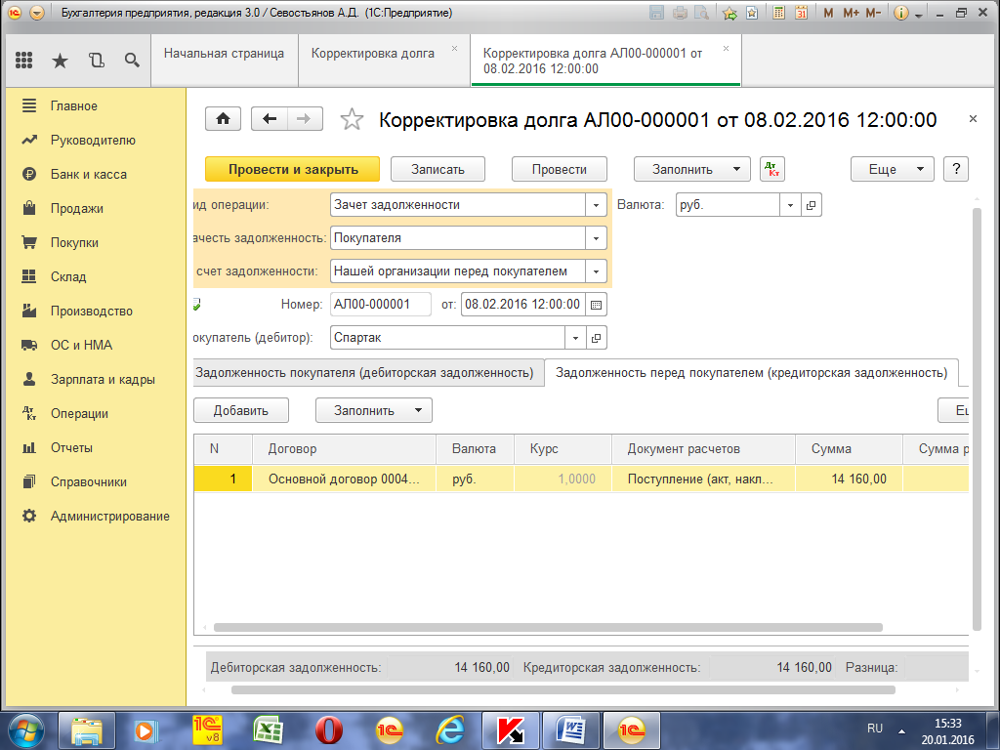 Бухгалтерия предприятия, редакция 3.0 / Севостьянов А.Д. (1С:Предприятие)
M M+ M-
Начальная страница
Корректировка долга
Корректировка долга АЛ00-000001 от
08.02.2016 12:00:00
Главное
Руководителю
Банк и касса
Продажи
Покупки
Склад
Производство
ОС и НМА
Зарплата и кадры
Операции
Отчеты
Справочники
Администрирование
Корректировка долга АЛ00-000001 от 08.02.2016 12:00:00
Провести и закрыть Записать Провести Заполнить Дт Кт Еще ?
ид операции: Зачет задолженности Валюта: руб.
ачесть задолженность: Покупателя
счет задолженности: Нашей организации перед покупателем
Номер: АЛ00-000001 от: 08.02.2016 12:00:00
окупатель (дебитор): Спартак
Задолженность покупателя (дебиторская задолженность) Задолженность перед покупателем (кредиторская задолженность)
Добавить Заполнить Ещ
N Договор Валюта Курс Документ расчетов Сумма Сумма р
1 Основной договор 0004... руб. 1,0000 Поступление (акт, накл... 14 160,00
Дебиторская задолженность: 14 160,00 Кредиторская задолженность: 14 160,00 Разница:
RU 15:33
20.01.2016